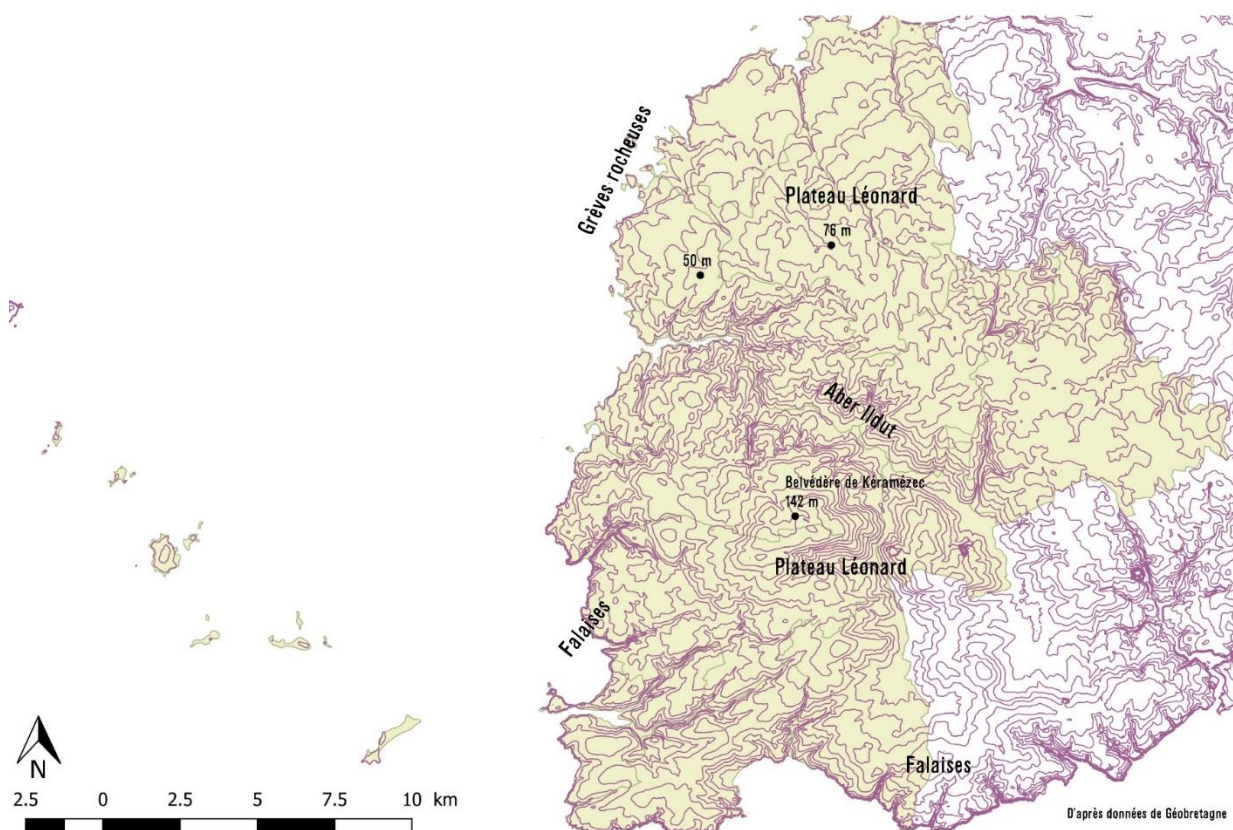 Grèves rocheuses
Plateau Léonard
76 m
50 m
Aber Ildut
Belvédère de Kéramézec
142 m
Plateau Léonard
Falaises
Falaises
N
2.5 0 2.5 5 7.5 10 km
D'après données de Géobretagne